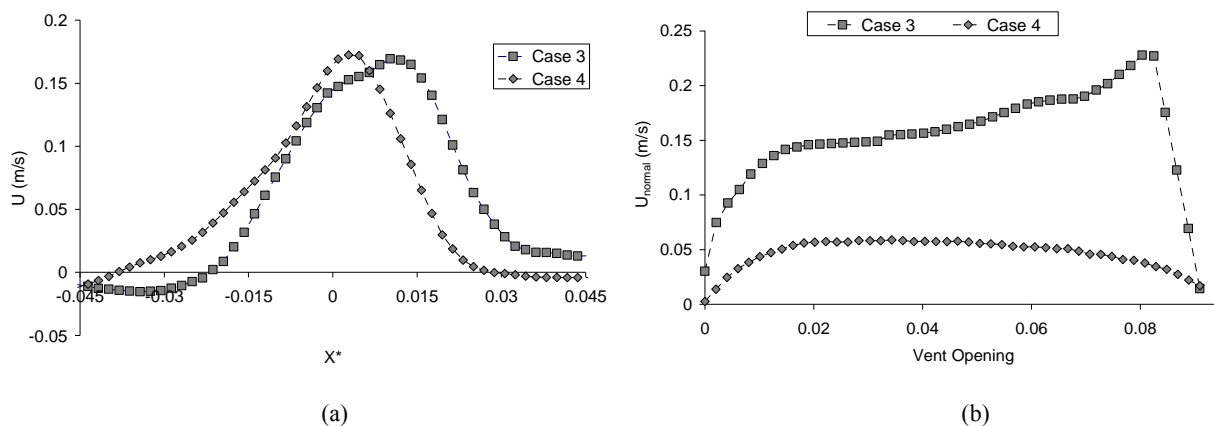 0.2
0.15
0.1
0.05
0
-0.05
-0.045
-0.03
-0.015
0
0.015
0.03
0.045
U (m/s)
X*
Case 3
Case 4
(a)
Case 3
Case 4
0.25
0.2
0.15
0.1
0.05
0
0
0.02
0.04
0.06
0.08
Unormal (m/s)
Vent Opening
(b)